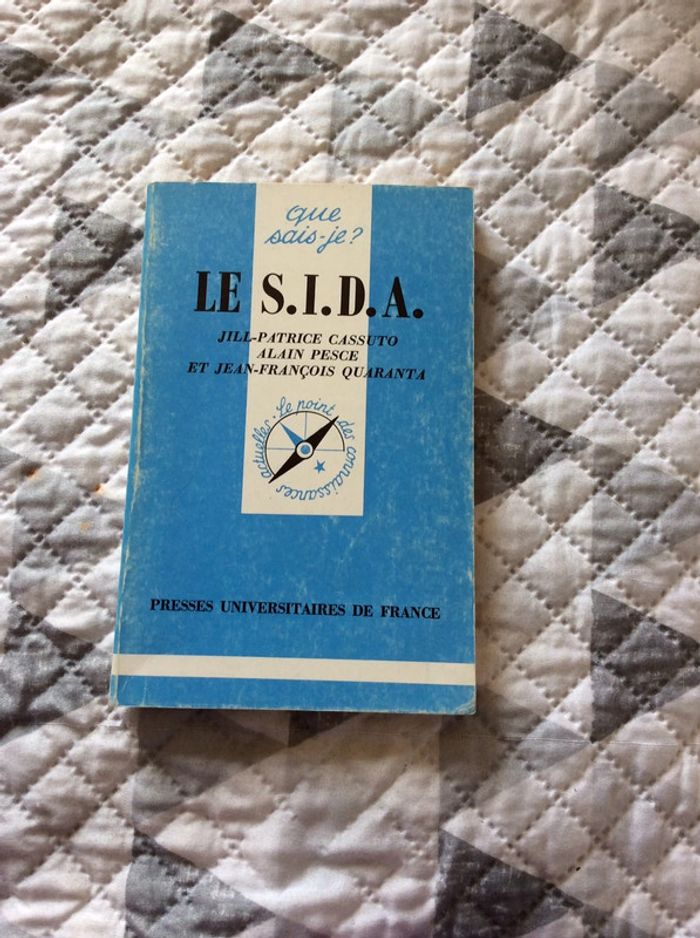 que
sais-je?
LE S.I.D.A.
JILL-PATRICE CASSUTO
ALAIN PESCE
ET JEAN-FRANÇOIS QUARANTA
Le point des connaissances actuelles.
PRESSES UNIVERSITAIRES DE FRANCE